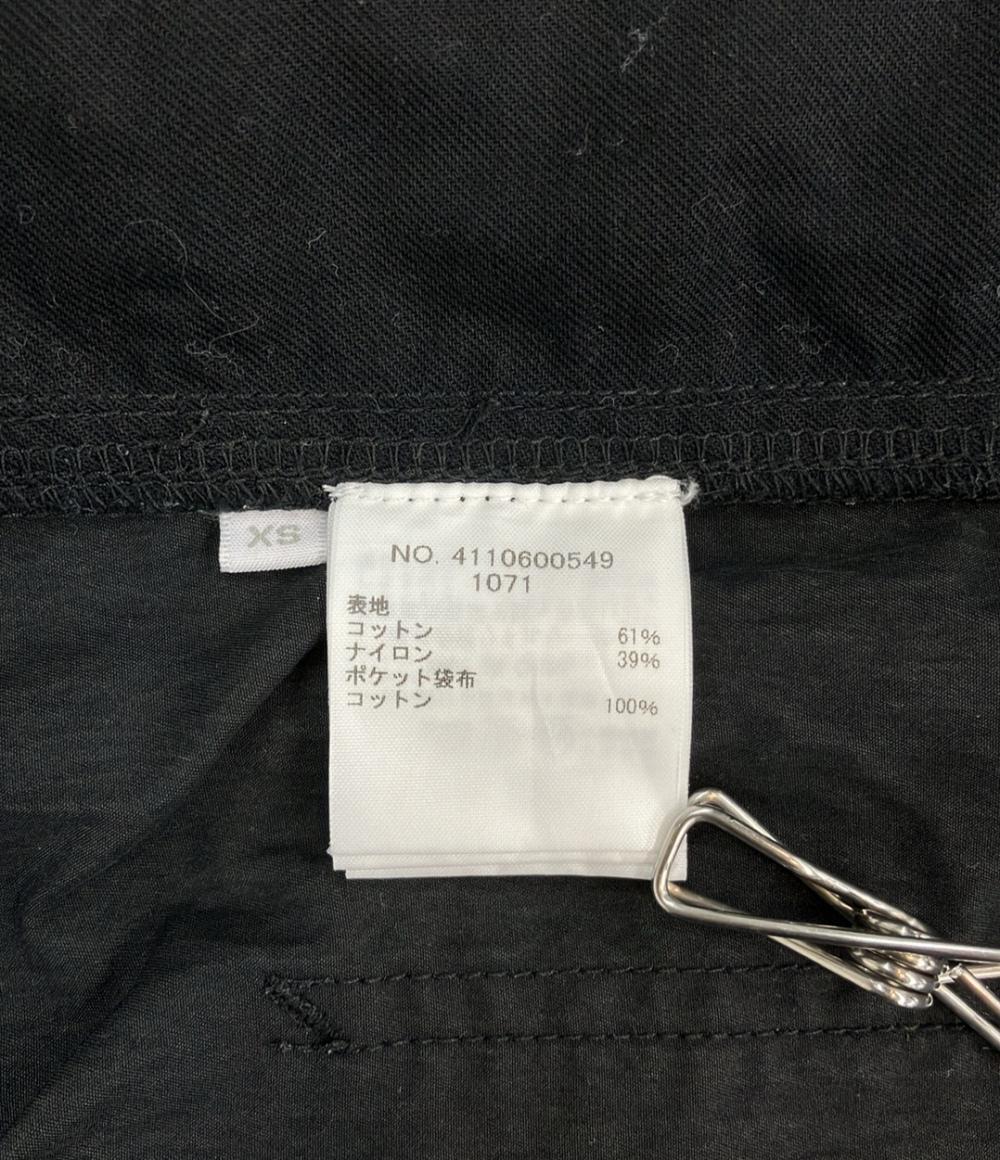 XS
NO. 4110600549
1071
表地
コットン 61%
ナイロン 39%
ポケット袋布
コットン 100%